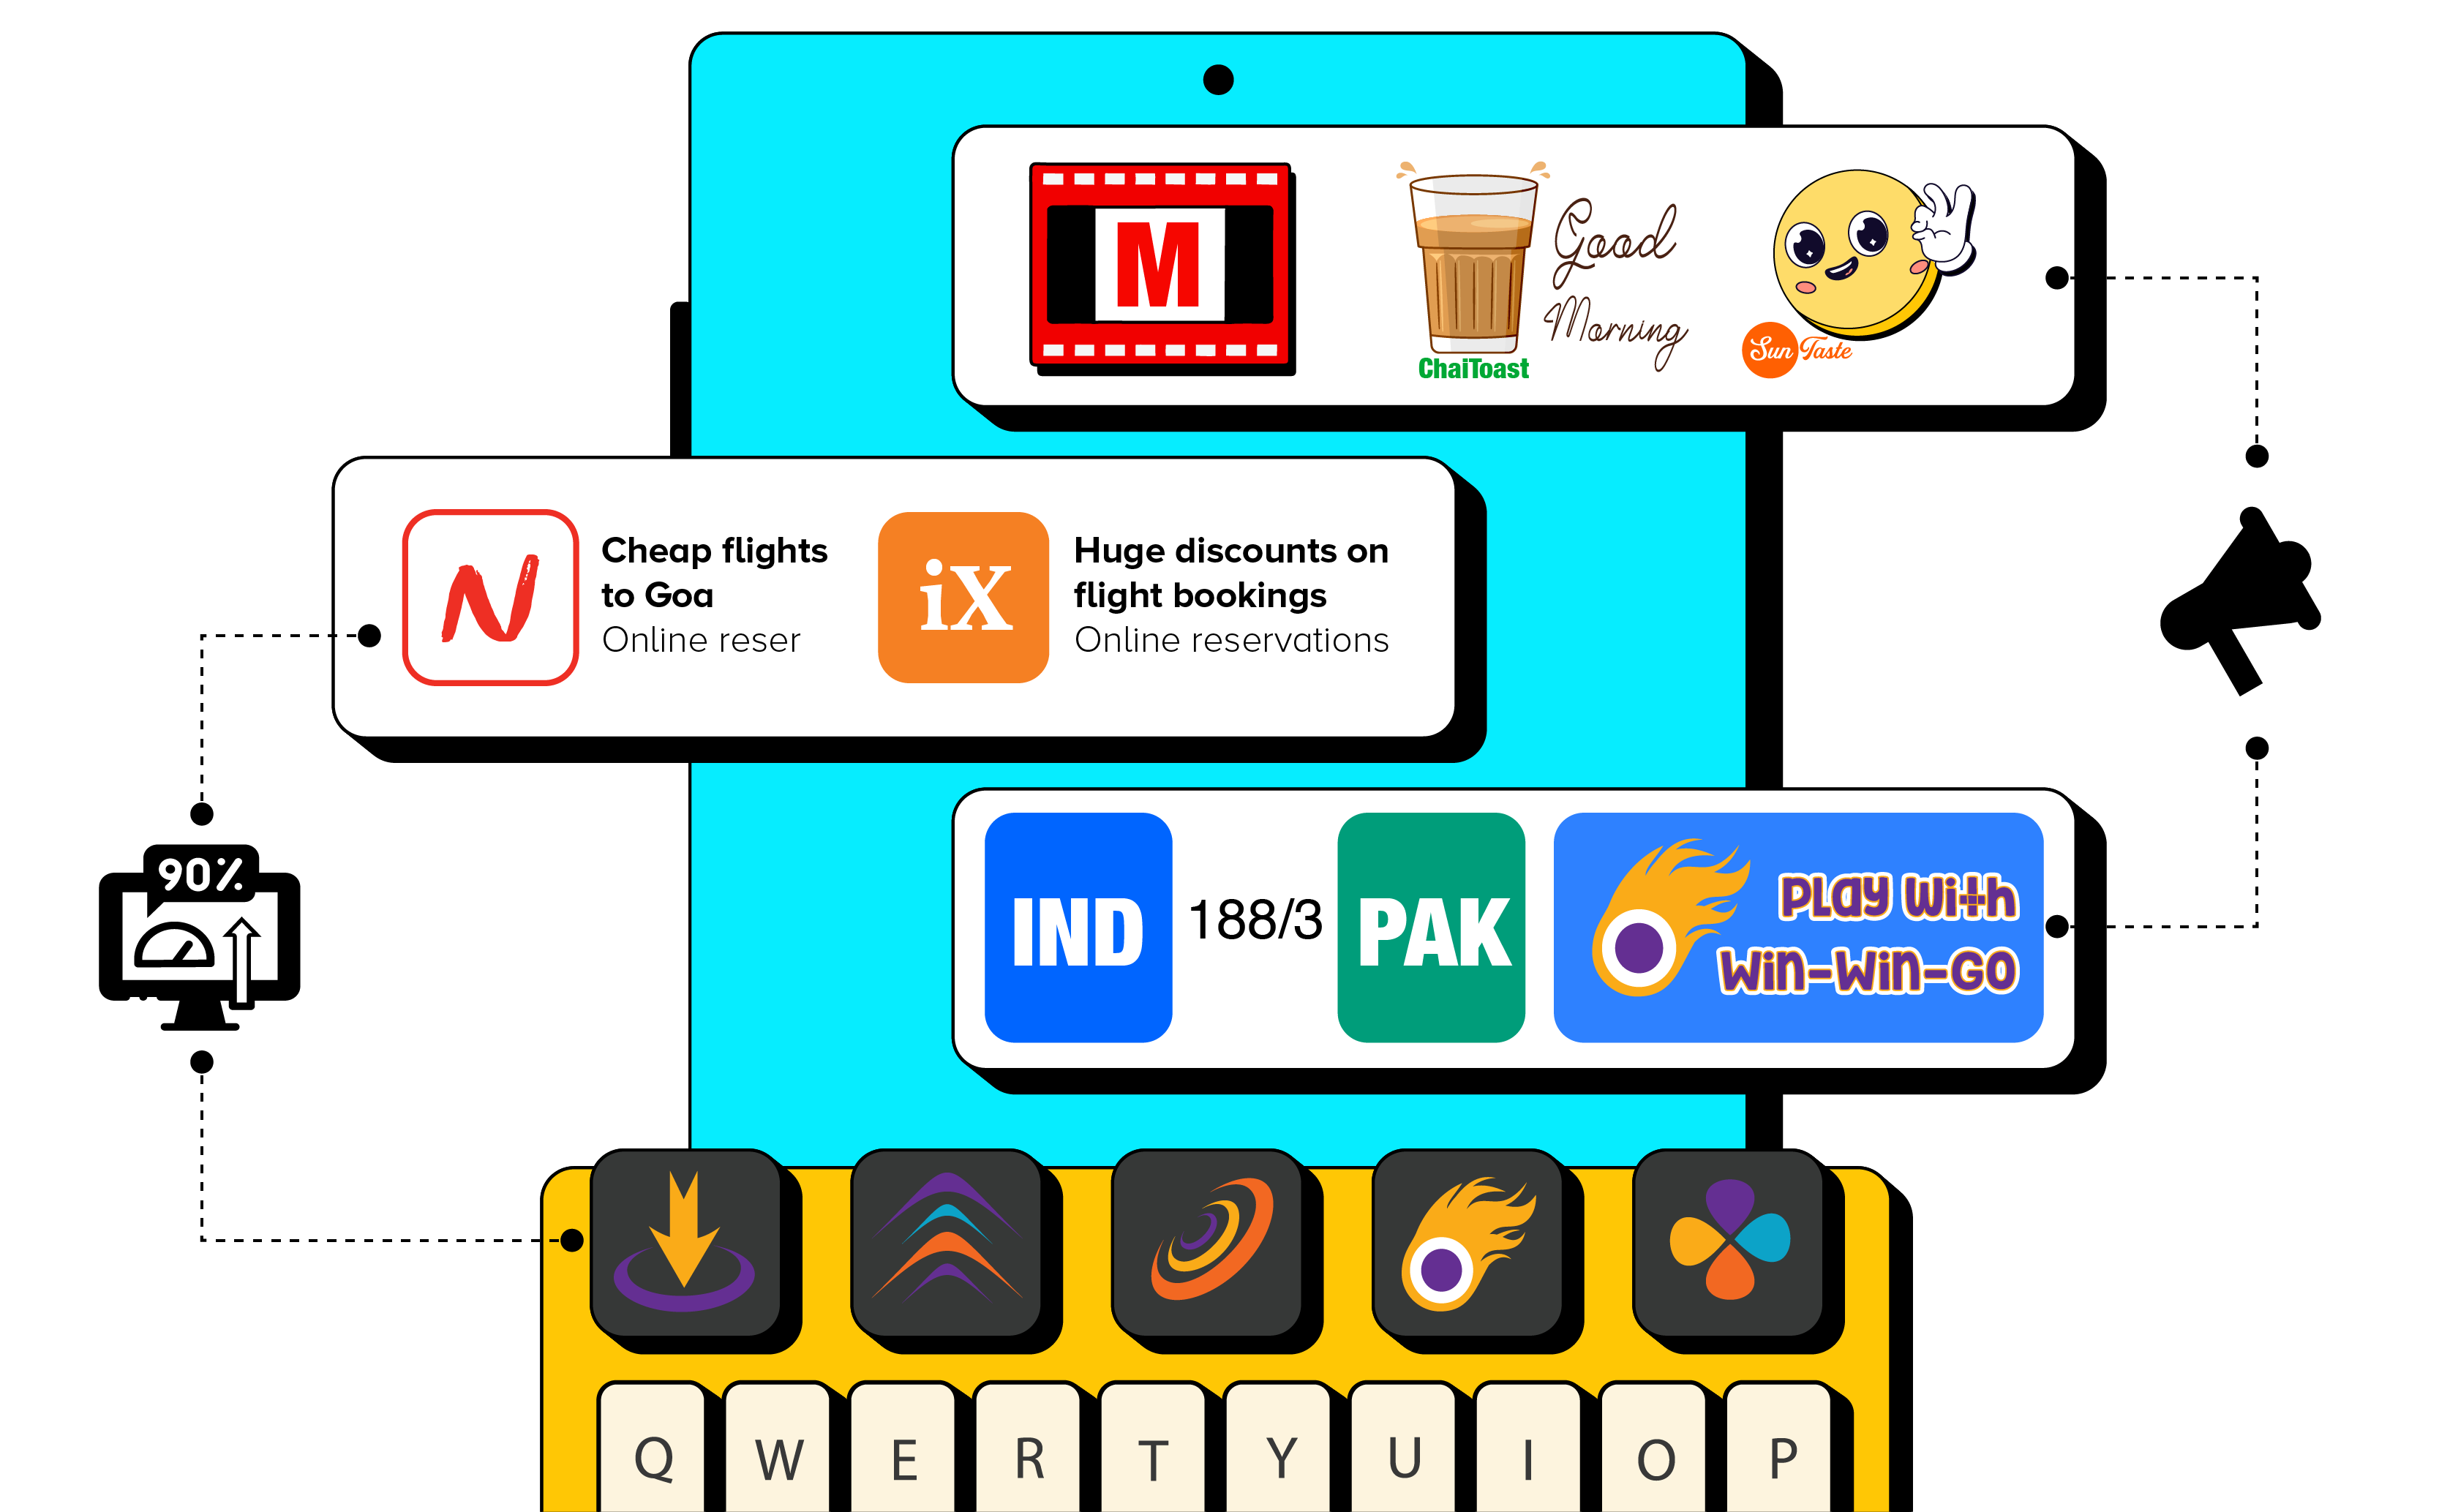 M
Good
Morning
ChaiToast
Sun Taste
N
Cheap flights
to Goa
Online reser
iX
Huge discounts on
flight bookings
Online reservations
90%
IND
188/3
PAK
PLay With
Win-Win-GO
Q W E R T Y U I O P